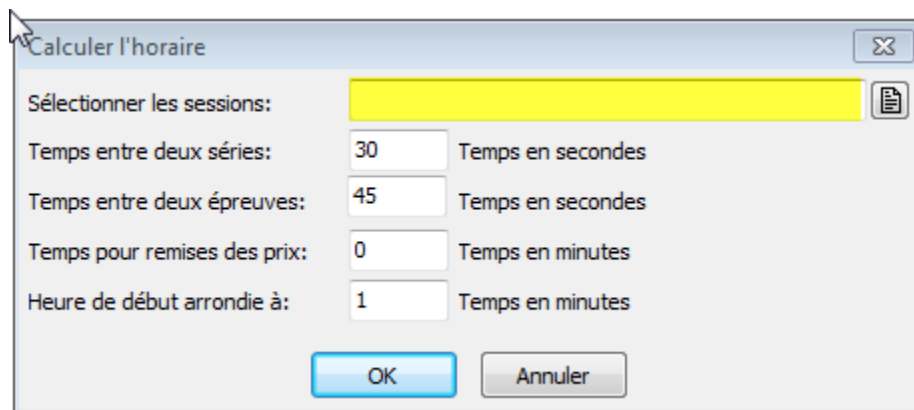 Calculer l'horaire
Sélectionner les sessions:
Temps entre deux séries: 30 Temps en secondes
Temps entre deux épreuves: 45 Temps en secondes
Temps pour remises des prix: 0 Temps en minutes
Heure de début arrondie à: 1 Temps en minutes
OK Annuler